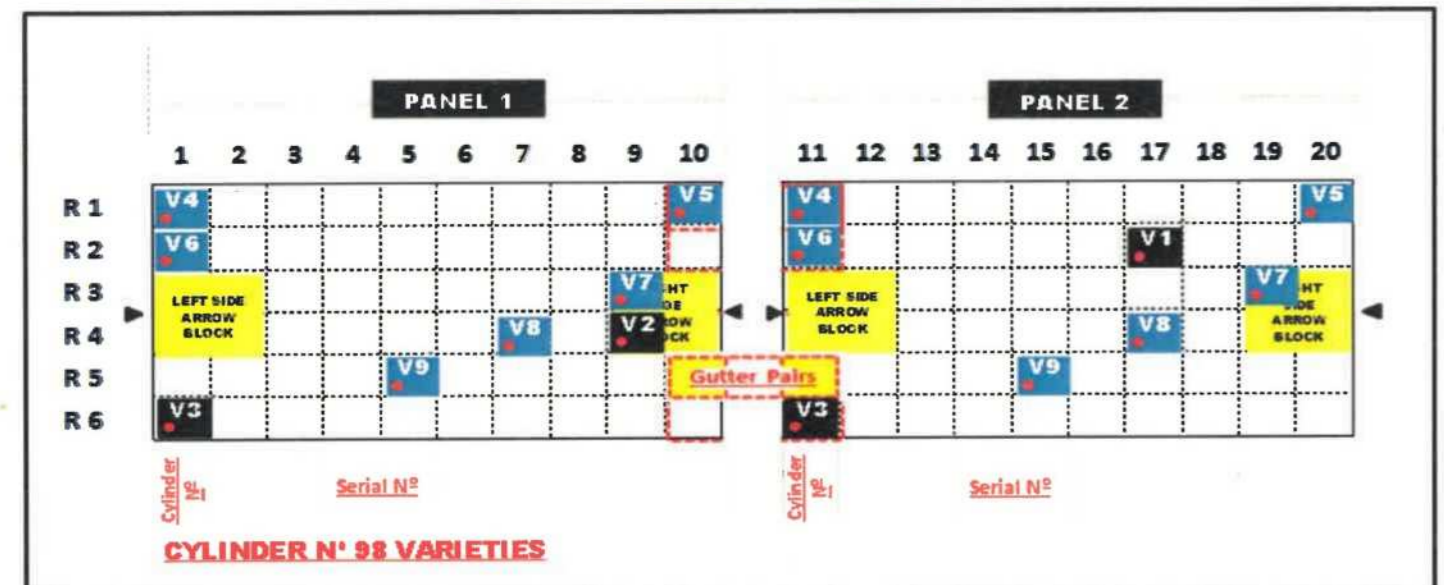 PANEL 1 PANEL 2
1 2 3 4 5 6 7 8 9 10 11 12 13 14 15 16 17 18 19 20
R 1 V4 V5 V4 V5
R 2 V6 V6 V1
R 3 V7 V7
LEFT SIDE ARROW BLOCK
LEFT SIDE ARROW BLOCK
SIDE ARROW BLOCK
R 4 V8 V2 V8
R 5 V9 Gutter Pairs V9
R 6 V3 V3
Cylinder Nº Serial Nº Cylinder Nº Serial Nº
CYLINDER N° 98 VARIETIES